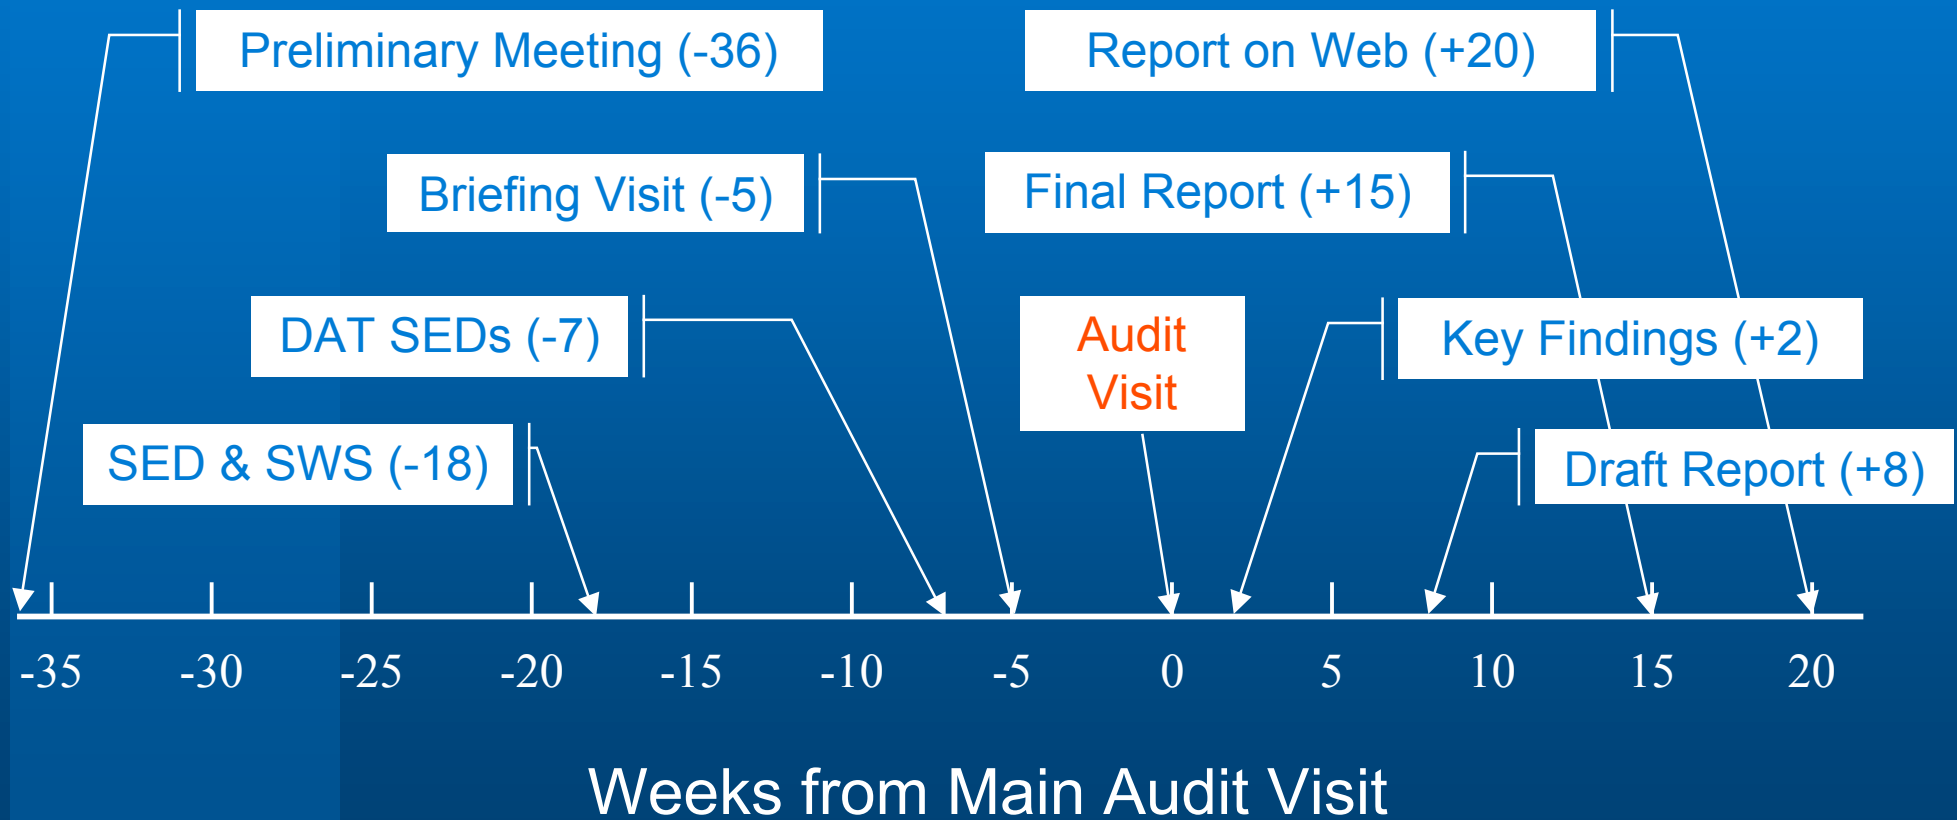 Preliminary Meeting (-36)
Report on Web (+20)
Briefing Visit (-5)
Final Report (+15)
DAT SEDs (-7)
Audit
Visit
Key Findings (+2)
SED & SWS (-18)
Draft Report (+8)
-35 -30 -25 -20 -15 -10 -5 0 5 10 15 20
Weeks from Main Audit Visit